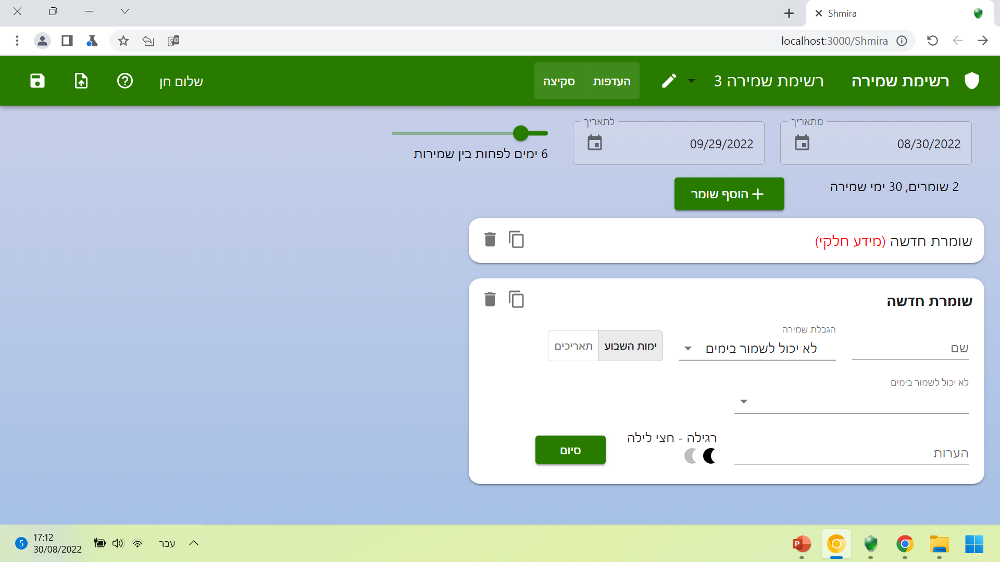 Shmira
localhost:3000/Shmira
רשימת שמירה
רשימת שמירה 3
העדפות
סקיצה
שלום חן
מתאריך
08/30/2022
לתאריך
09/29/2022
6 ימים לפחות בין שמירות
2 שומרים, 30 ימי שמירה
הוסף שומר
שומרת חדשה (מידע חלקי)
שומרת חדשה
שם
הגבלת שמירה
לא יכול לשמור בימים
ימות השבוע
תאריכים
לא יכול לשמור בימים
הערות
רגילה - חצי לילה
סיום
P
עבר
17:12
30/08/2022
5